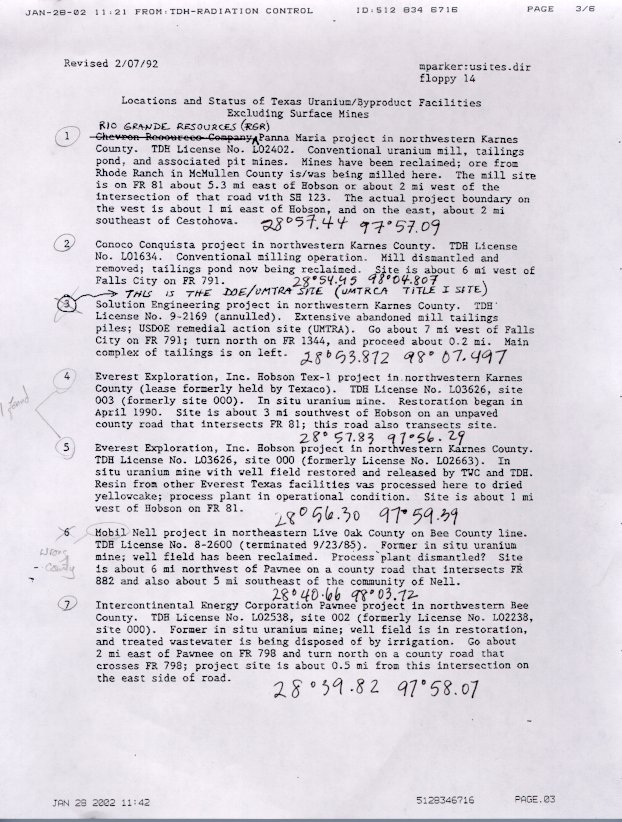 JAN-28-02 11:21 FROM:TDH-RADIATION CONTROL ID:512 834 6716 PAGE 3/6
Revised 2/07/92 mparker:usites.dir
floppy 14
Locations and Status of Texas Uranium/Byproduct Facilities
Excluding Surface Mines
RIO GRANDE RESOURCES (RGR)
1 Chevron Resources Company Panna Maria project in northwestern Karnes
County. TDH License No. L02402. Conventional uranium mill, tailings
pond, and associated pit mines. Mines have been reclaimed; ore from
Rhode Ranch in McMullen County is/was being milled here. The mill site
is on FR 81 about 5.3 mi east of Hobson or about 2 mi west of the
intersection of that road with SH 123. The actual project boundary on
the west is about 1 mi east of Hobson, and on the east, about 2 mi
southeast of Cestohova. 28°57.44 97°57.09
2 Conoco Conquista project in northwestern Karnes County. TDH License
No. L01634. Conventional milling operation. Mill dismantled and
removed; tailings pond now being reclaimed. Site is about 6 mi west of
Falls City on FR 791. 28°54.95 98°04.807
THIS IS THE DOE/UMTRA SITE (UMTRCA TITLE I SITE)
3 Solution Engineering project in northwestern Karnes County. TDH
License No. 9-2169 (annulled). Extensive abandoned mill tailings
piles; USDOE remedial action site (UMTRA). Go about 7 mi west of Falls
City on FR 791; turn north on FR 1344, and proceed about 0.2 mi. Main
complex of tailings is on left. 28°53.872 98°07.497
4 Everest Exploration, Inc. Hobson Tex-1 project in northwestern Karnes
County (lease formerly held by Texaco). TDH License No. L03626, site
003 (formerly site 000). In situ uranium mine. Restoration began in
April 1990. Site is about 3 mi southwest of Hobson on an unpaved
county road that intersects FR 81; this road also transects site.
28°57.83 97°56.29
5 Everest Exploration, Inc. Hobson project in northwestern Karnes County.
TDH License No. L03626, site 000 (formerly License No. L02663). In
situ uranium mine with well field restored and released by TWC and TDH.
Resin from other Everest Texas facilities was processed here to dried
yellowcake; process plant in operational condition. Site is about 1 mi
west of Hobson on FR 81. 28°56.30 97°59.39
6 Mobil Nell project in northeastern Live Oak County on Bee County line.
Wrong County
TDH License No. 8-2600 (terminated 9/23/85). Former in situ uranium
mine; well field has been reclaimed. Process plant dismantled? Site
is about 6 mi northwest of Pawnee on a county road that intersects FR
882 and also about 5 mi southeast of the community of Nell.
28°40.66 98°03.72
7 Intercontinental Energy Corporation Pawnee project in northwestern Bee
County. TDH License No. L02538, site 002 (formerly License No. L02238,
site 000). Former in situ uranium mine; well field is in restoration,
and treated wastewater is being disposed of by irrigation. Go about
2 mi east of Pawnee on FR 798 and turn north on a county road that
crosses FR 798; project site is about 0.5 mi from this intersection on
the east side of road. 28°39.82 97°58.07
JAN 28 2002 11:42 5128346716 PAGE.03